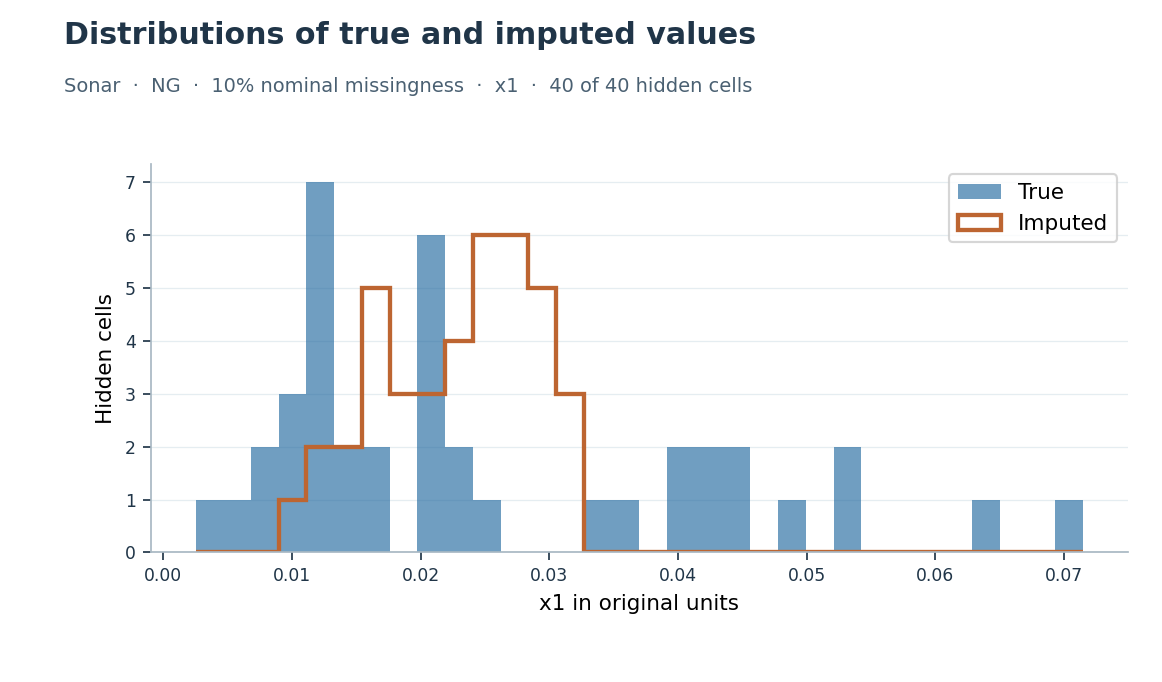 Distributions of true and imputed values
Sonar · NG · 10% nominal missingness · x1 · 40 of 40 hidden cells
True
Imputed
Hidden cells
7
6
5
4
3
2
1
0
0.00 0.01 0.02 0.03 0.04 0.05 0.06 0.07
x1 in original units